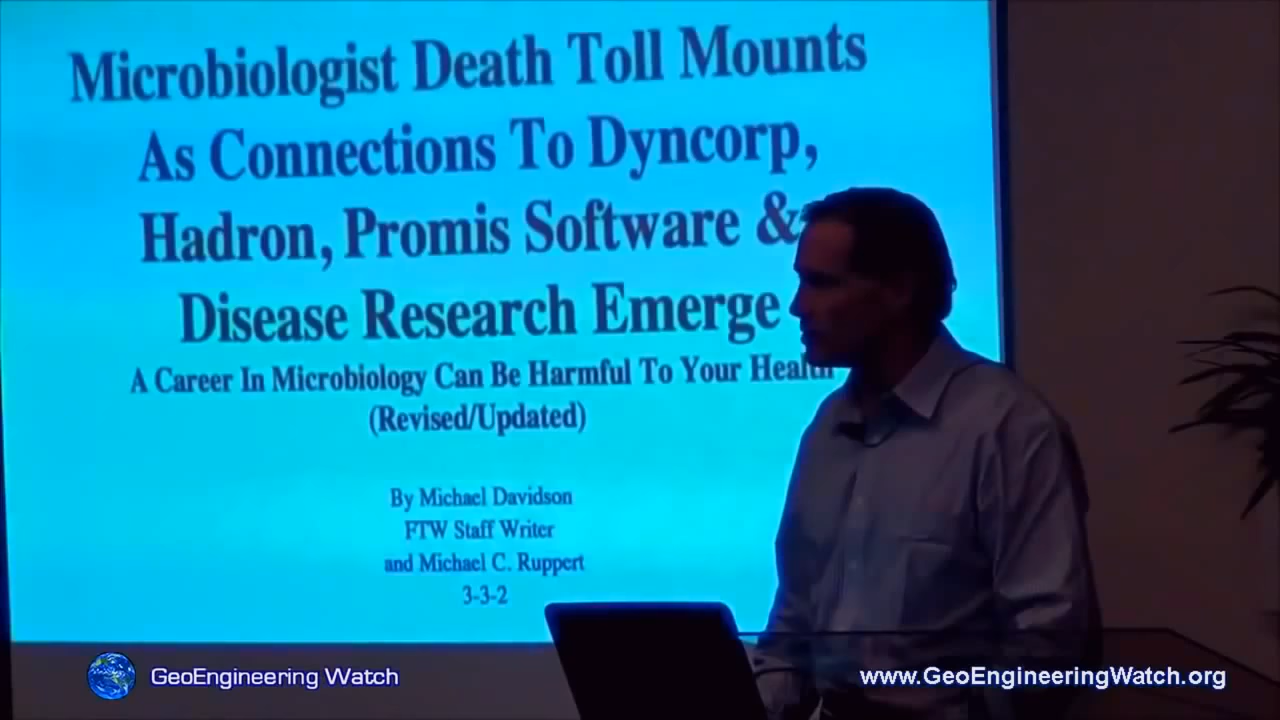 Microbiologist Death Toll Mounts
As Connections To Dyncorp,
Hadron, Promis Software &
Disease Research Emerge
A Career In Microbiology Can Be Harmful To Your Health
(Revised/Updated)
By Michael Davidson
FTW Staff Writer
and Michael C. Ruppert
3-3-2
GeoEngineering Watch
www.GeoEngineeringWatch.org